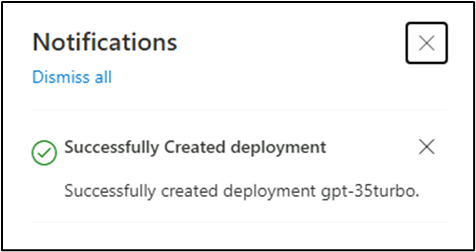 Notifications
Dismiss all
Successfully Created deployment
Successfully created deployment gpt-35turbo.